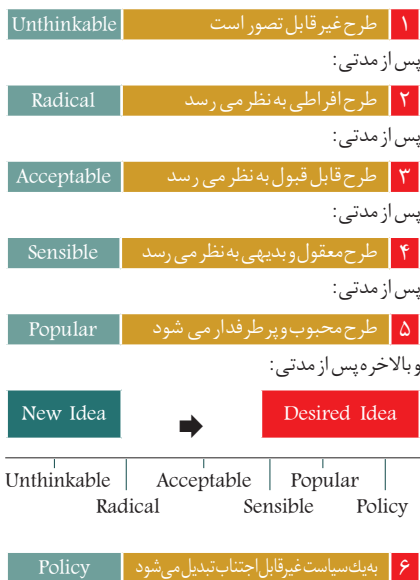 ۱ طرح غیر قابل تصور است Unthinkable
پس از مدتی:
۲ طرح افراطی به نظر می رسد Radical
پس از مدتی:
۳ طرح قابل قبول به نظر می رسد Acceptable
پس از مدتی:
۴ طرح معقول و بدیهی به نظر می رسد Sensible
پس از مدتی:
۵ طرح محبوب و پر طرفدار می شود Popular
و بالاخره پس از مدتی:
New Idea Desired Idea
Unthinkable Acceptable Popular
Radical Sensible Policy
۶ به یك سیاست غیرقابل اجتناب تبدیل می‌شود Policy